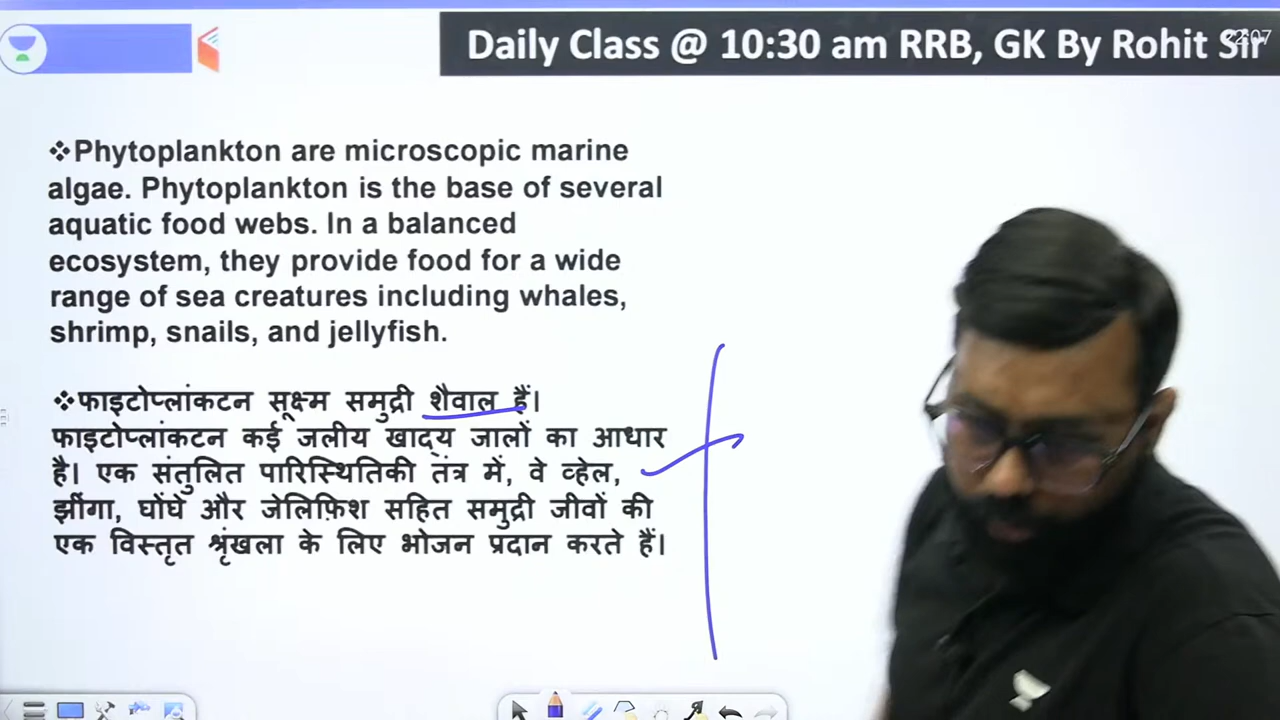 Daily Class @ 10:30 am RRB, GK By Rohit Sir
❖Phytoplankton are microscopic marine
algae. Phytoplankton is the base of several
aquatic food webs. In a balanced
ecosystem, they provide food for a wide
range of sea creatures including whales,
shrimp, snails, and jellyfish.
❖फाइटोप्लांकटन सूक्ष्म समुद्री शैवाल हैं।
फाइटोप्लांकटन कई जलीय खाद्य जालों का आधार
है। एक संतुलित पारिस्थितिकी तंत्र में, वे व्हेल,
झींगा, घोंघे और जेलिफ़िश सहित समुद्री जीवों की
एक विस्तृत श्रृंखला के लिए भोजन प्रदान करते हैं।